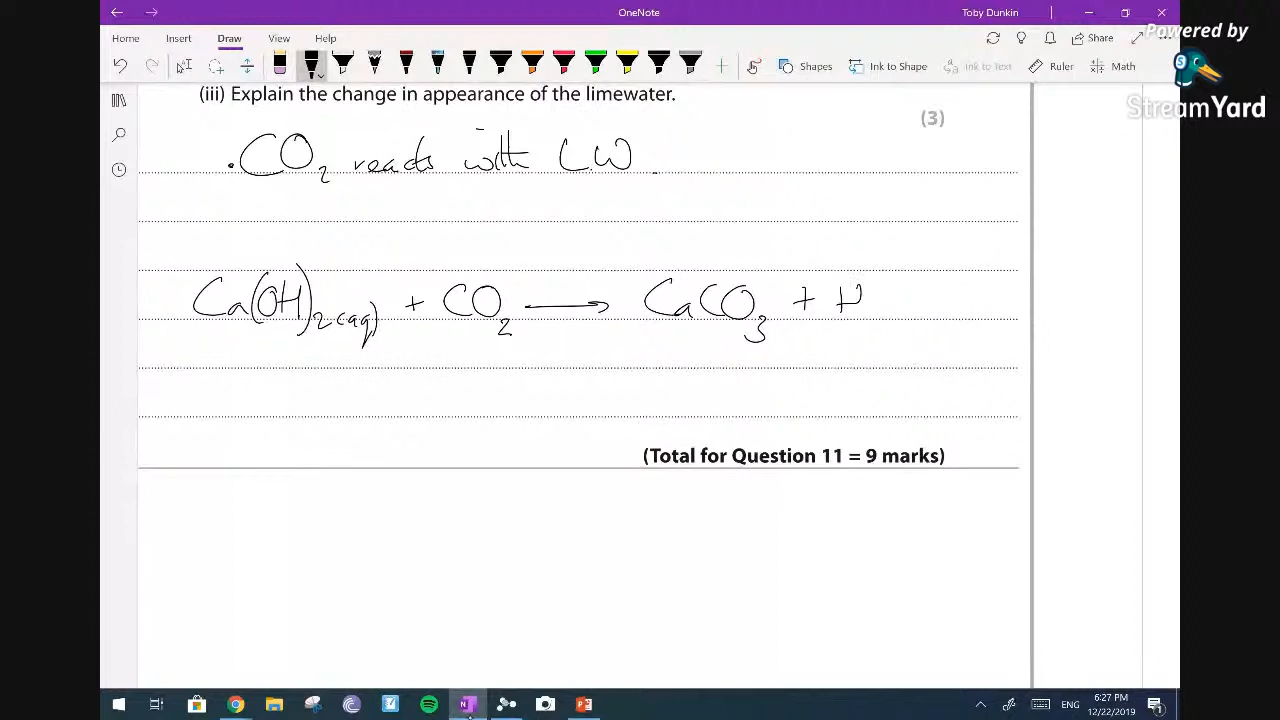 OneNote
Toby Dunkin
Powered by
StreamYard
Home Insert Draw View Help
Share
Shapes Ink to Shape Ink to Text Ruler Math
(iii) Explain the change in appearance of the limewater.
(3)
. CO2 reacts with LW .
Ca(OH)2(aq) + CO2 → CaCO3 + H
(Total for Question 11 = 9 marks)
ENG
6:27 PM
12/22/2019
1